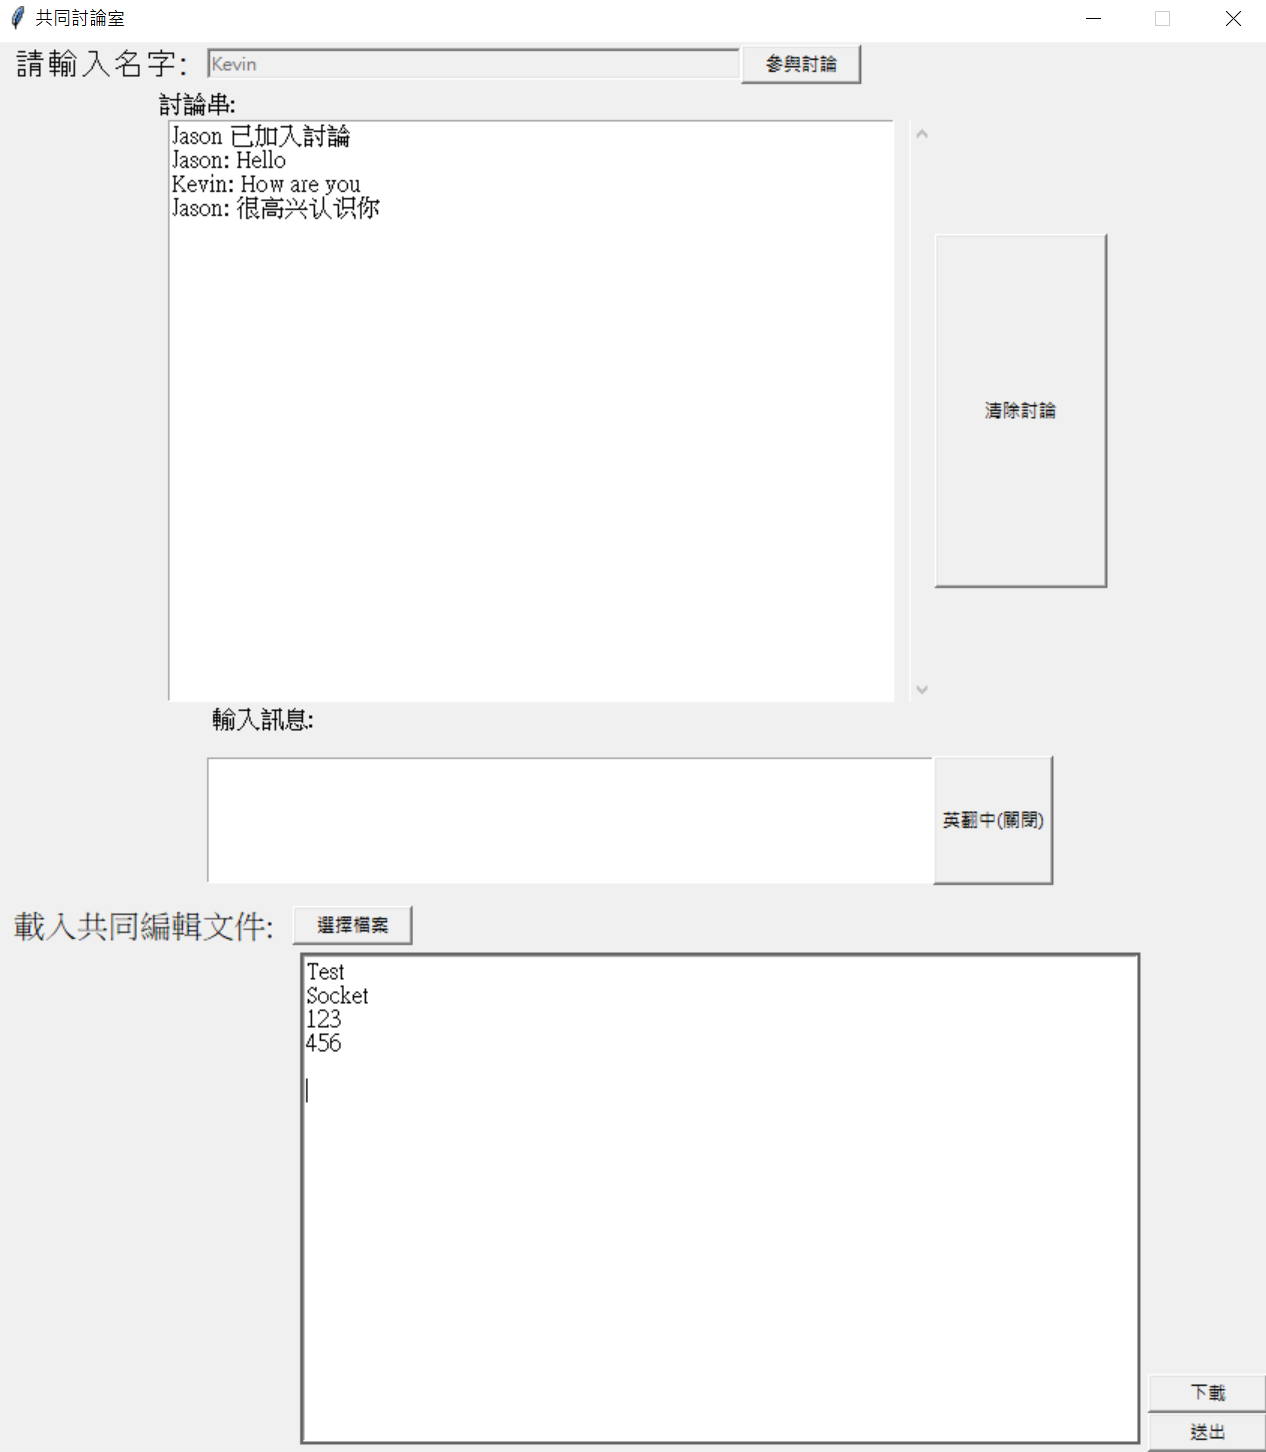 共同討論室
請輸入名字: Kevin 參與討論
討論串:
Jason 已加入討論
Jason: Hello
Kevin: How are you
Jason: 很高兴认识你
清除討論
輸入訊息:
英翻中(關閉)
載入共同編輯文件: 選擇檔案
Test
Socket
123
456
下載
送出